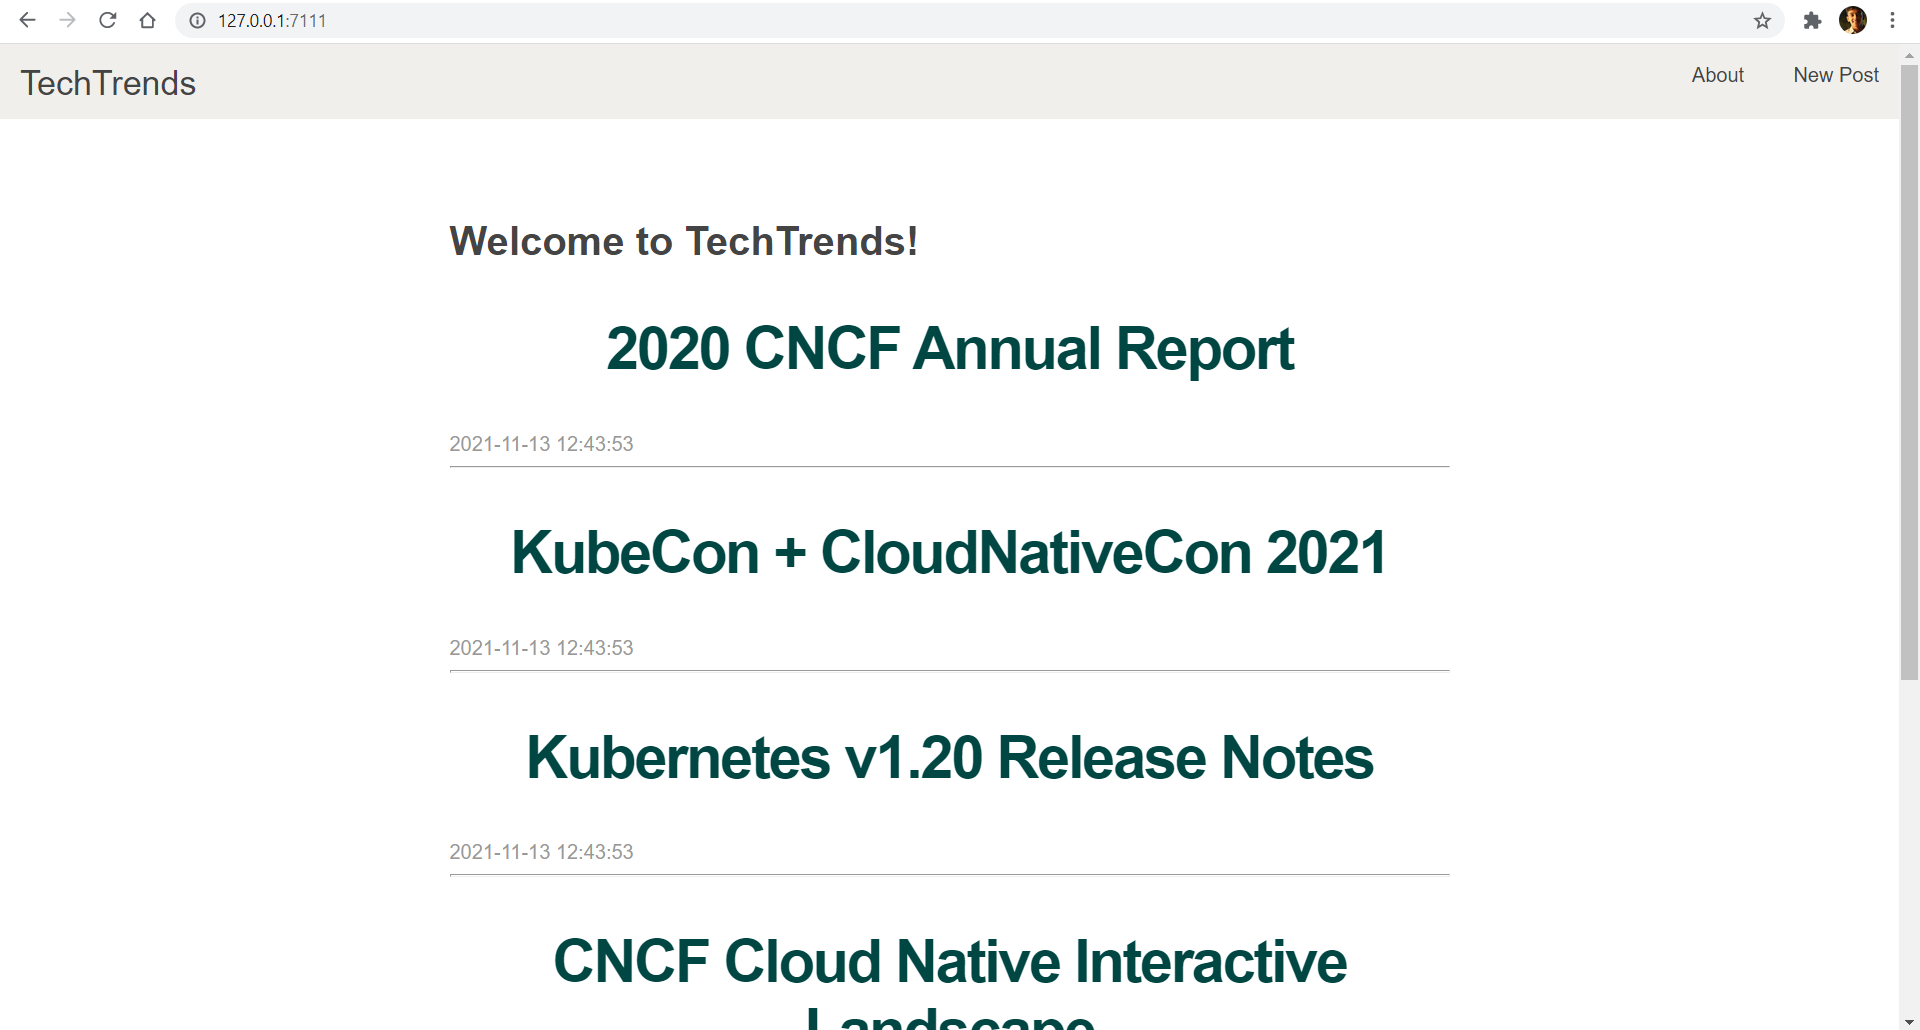 127.0.0.1:7111
TechTrends
About
New Post
Welcome to TechTrends!
2020 CNCF Annual Report
2021-11-13 12:43:53
KubeCon + CloudNativeCon 2021
2021-11-13 12:43:53
Kubernetes v1.20 Release Notes
2021-11-13 12:43:53
CNCF Cloud Native Interactive
Landscape